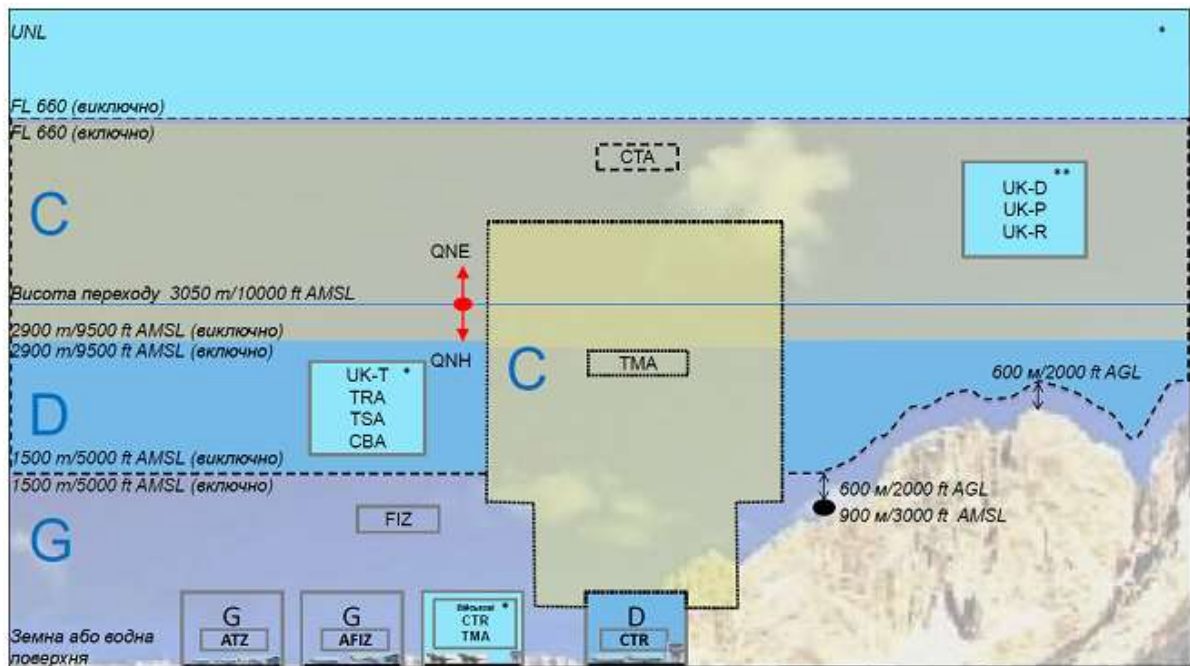 UNL *
FL 660 (виключно)
FL 660 (включно)
CTA
C
UK-D **
UK-P
UK-R
QNE
Висота переходу 3050 m/10000 ft AMSL
2900 m/9500 ft AMSL (виключно)
2900 m/9500 ft AMSL (включно)
QNH
C
TMA
UK-T *
TRA
TSA
CBA
600 м/2000 ft AGL
D
1500 m/5000 ft AMSL (виключно)
1500 m/5000 ft AMSL (включно)
600 м/2000 ft AGL
900 м/3000 ft AMSL
FIZ
G
G
ATZ
G
AFIZ
Військові *
CTR
TMA
D
CTR
Земна або водна
поверхня